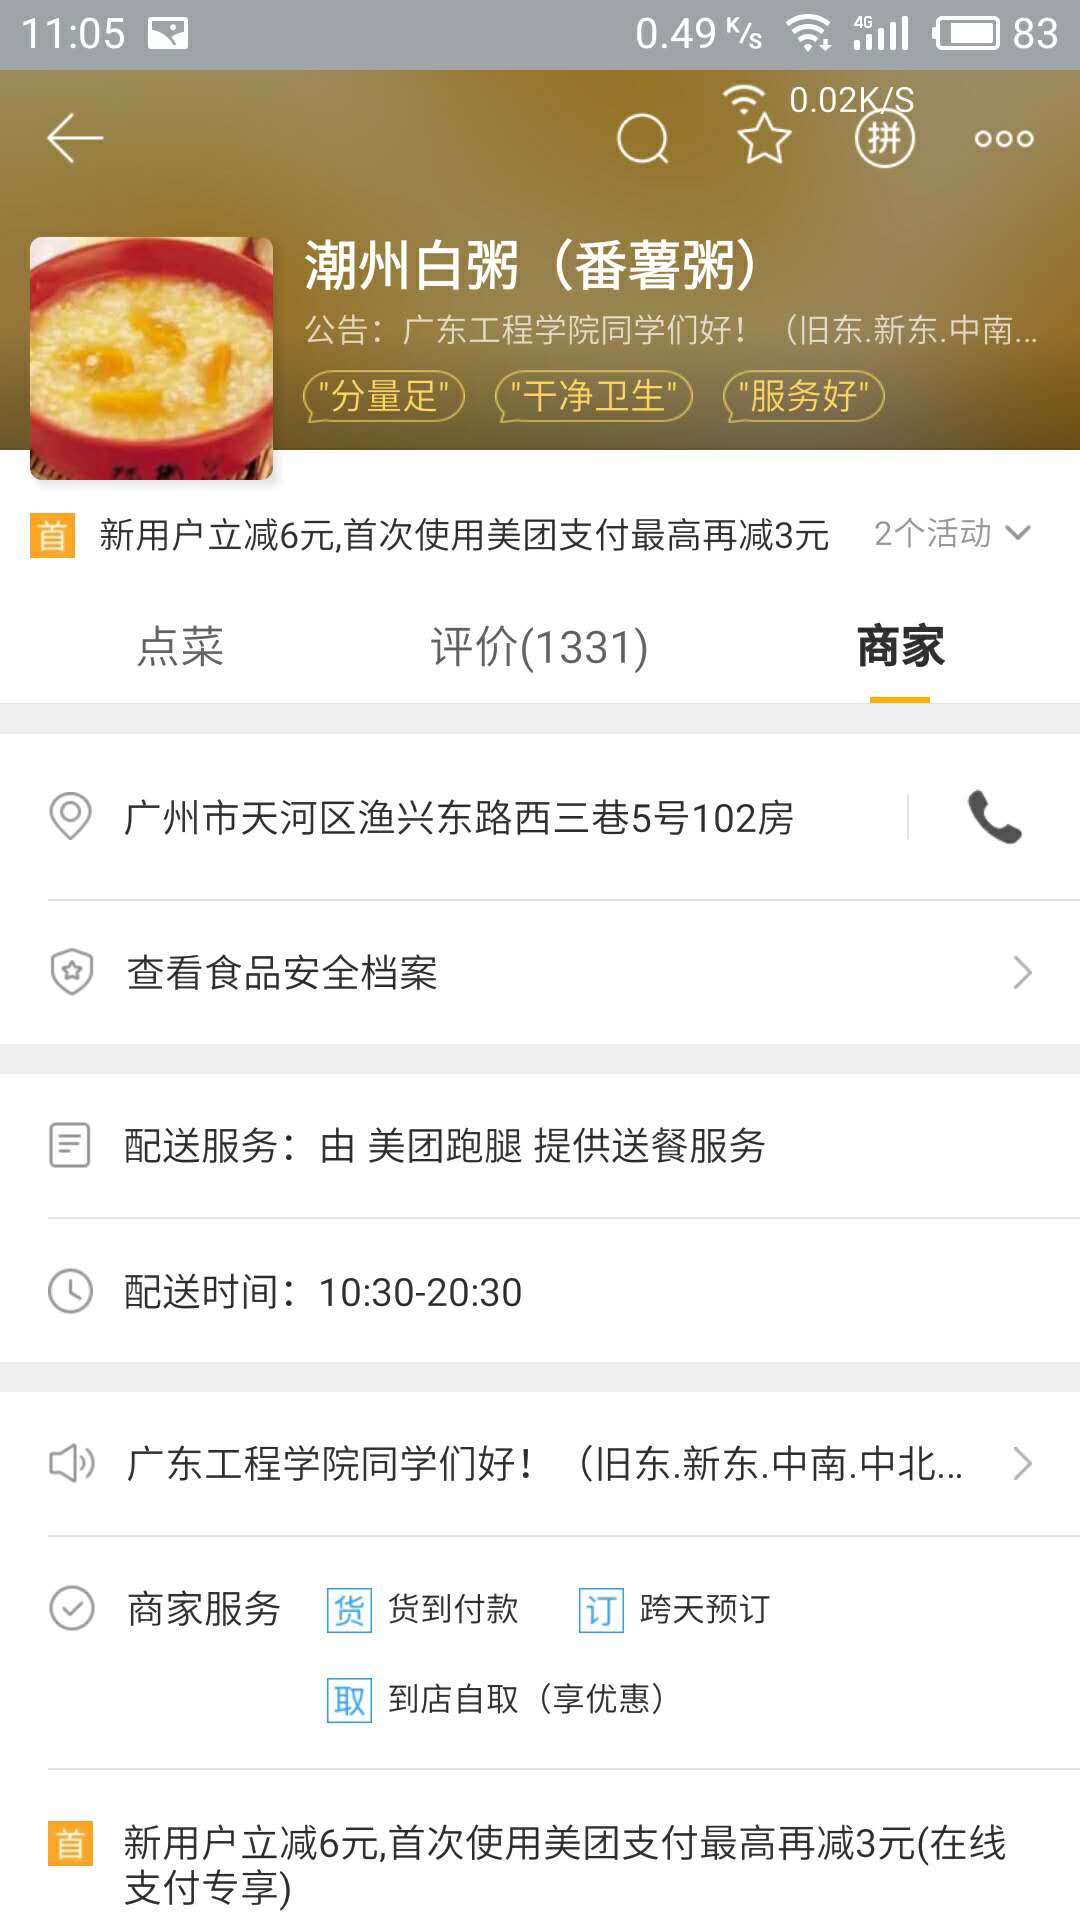 11:05 0.49 K/s 4G 83
0.02K/S
拼
潮州白粥（番薯粥）
公告：广东工程学院同学们好！（旧东.新东.中南...
"分量足" "干净卫生" "服务好"
首 新用户立减6元,首次使用美团支付最高再减3元 2个活动
点菜 评价(1331) 商家
广州市天河区渔兴东路西三巷5号102房
查看食品安全档案
配送服务：由 美团跑腿 提供送餐服务
配送时间：10:30-20:30
广东工程学院同学们好！（旧东.新东.中南.中北...
商家服务 货 货到付款 订 跨天预订
取 到店自取（享优惠）
首 新用户立减6元,首次使用美团支付最高再减3元(在线
支付专享)